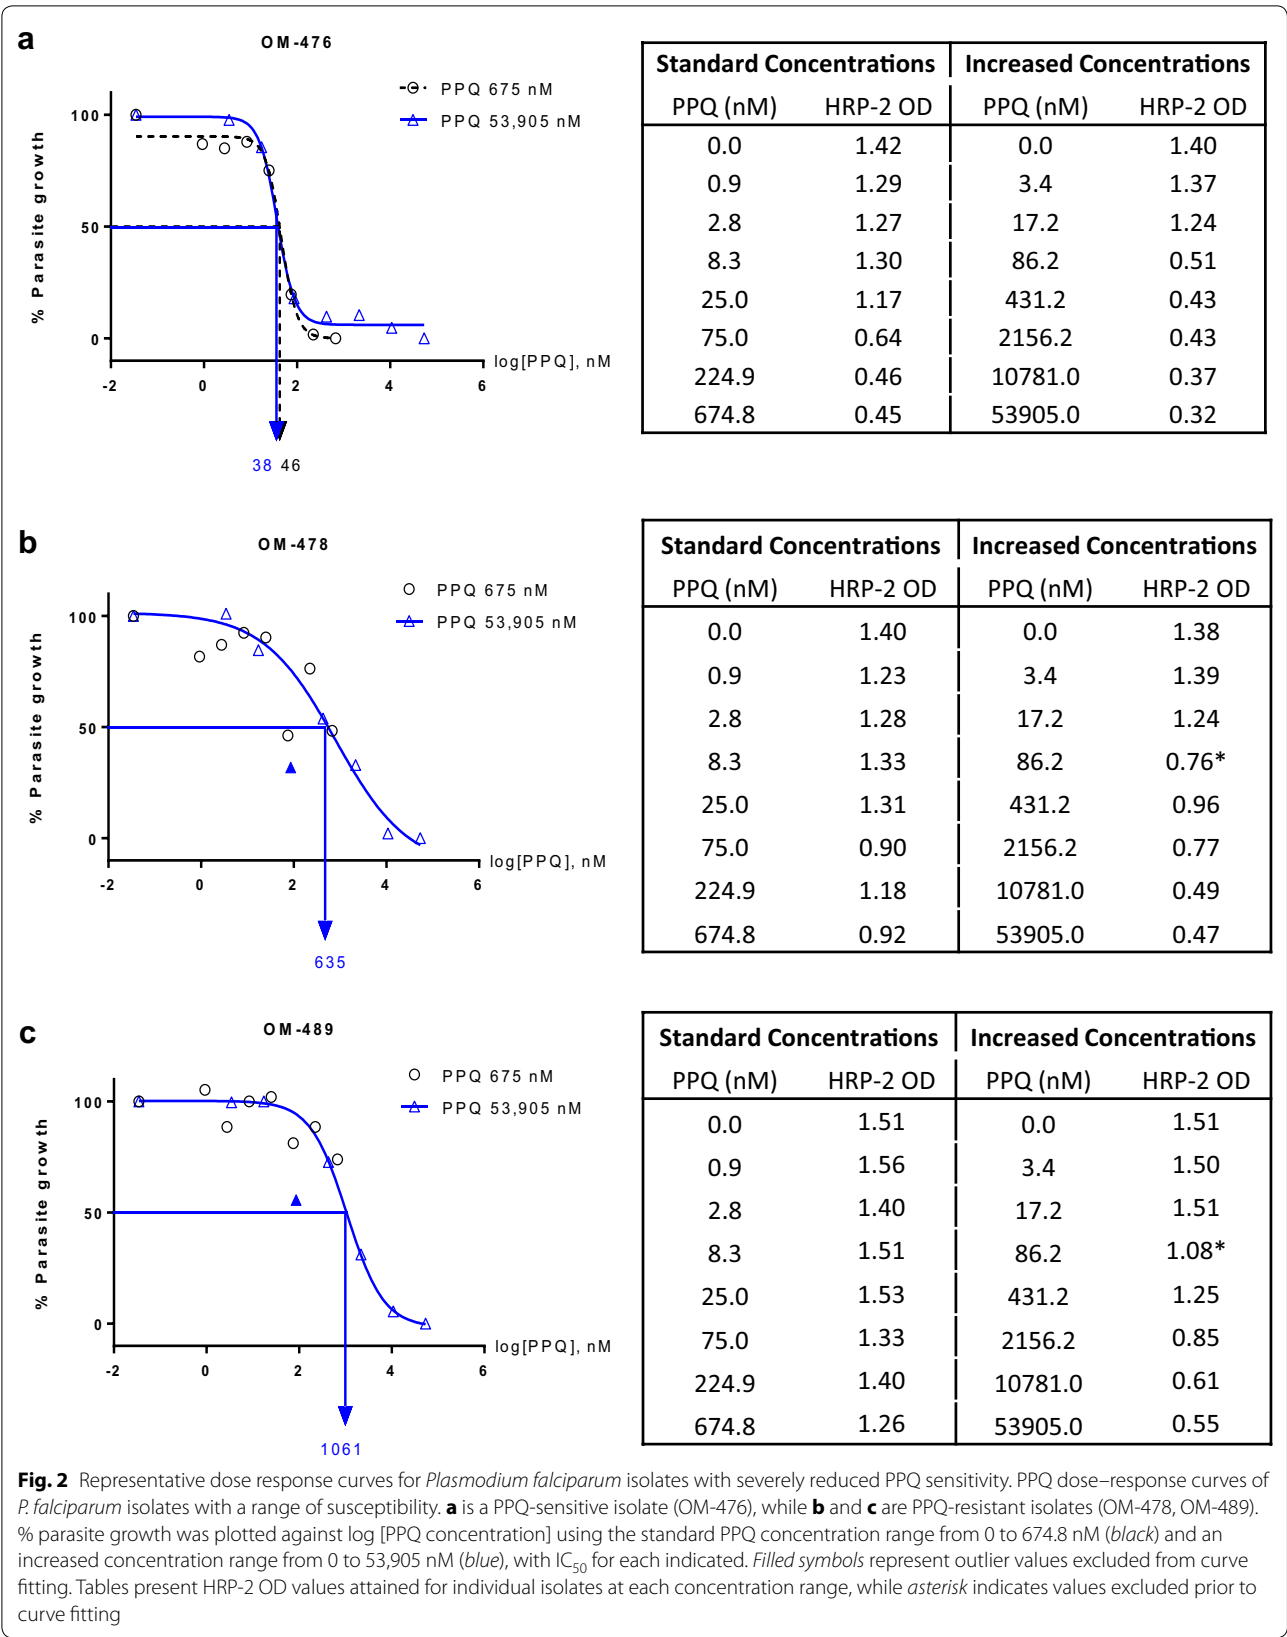 a
OM-476
PPQ 675 nM
PPQ 53,905 nM
% Parasite growth
100
50
0
-2 0 2 4 6
log[PPQ], nM
38 46
Standard Concentrations Increased Concentrations
PPQ (nM) HRP-2 OD PPQ (nM) HRP-2 OD
0.0 1.42 0.0 1.40
0.9 1.29 3.4 1.37
2.8 1.27 17.2 1.24
8.3 1.30 86.2 0.51
25.0 1.17 431.2 0.43
75.0 0.64 2156.2 0.43
224.9 0.46 10781.0 0.37
674.8 0.45 53905.0 0.32
b
OM-478
PPQ 675 nM
PPQ 53,905 nM
% Parasite growth
100
50
0
-2 0 2 4 6
log[PPQ], nM
635
Standard Concentrations Increased Concentrations
PPQ (nM) HRP-2 OD PPQ (nM) HRP-2 OD
0.0 1.40 0.0 1.38
0.9 1.23 3.4 1.39
2.8 1.28 17.2 1.24
8.3 1.33 86.2 0.76*
25.0 1.31 431.2 0.96
75.0 0.90 2156.2 0.77
224.9 1.18 10781.0 0.49
674.8 0.92 53905.0 0.47
c
OM-489
PPQ 675 nM
PPQ 53,905 nM
% Parasite growth
100
50
0
-2 0 2 4 6
log[PPQ], nM
1061
Standard Concentrations Increased Concentrations
PPQ (nM) HRP-2 OD PPQ (nM) HRP-2 OD
0.0 1.51 0.0 1.51
0.9 1.56 3.4 1.50
2.8 1.40 17.2 1.51
8.3 1.51 86.2 1.08*
25.0 1.53 431.2 1.25
75.0 1.33 2156.2 0.85
224.9 1.40 10781.0 0.61
674.8 1.26 53905.0 0.55
Fig. 2 Representative dose response curves for Plasmodium falciparum isolates with severely reduced PPQ sensitivity. PPQ dose–response curves of
P. falciparum isolates with a range of susceptibility. a is a PPQ-sensitive isolate (OM-476), while b and c are PPQ-resistant isolates (OM-478, OM-489).
% parasite growth was plotted against log [PPQ concentration] using the standard PPQ concentration range from 0 to 674.8 nM (black) and an
increased concentration range from 0 to 53,905 nM (blue), with IC50 for each indicated. Filled symbols represent outlier values excluded from curve
fitting. Tables present HRP-2 OD values attained for individual isolates at each concentration range, while asterisk indicates values excluded prior to
curve fitting